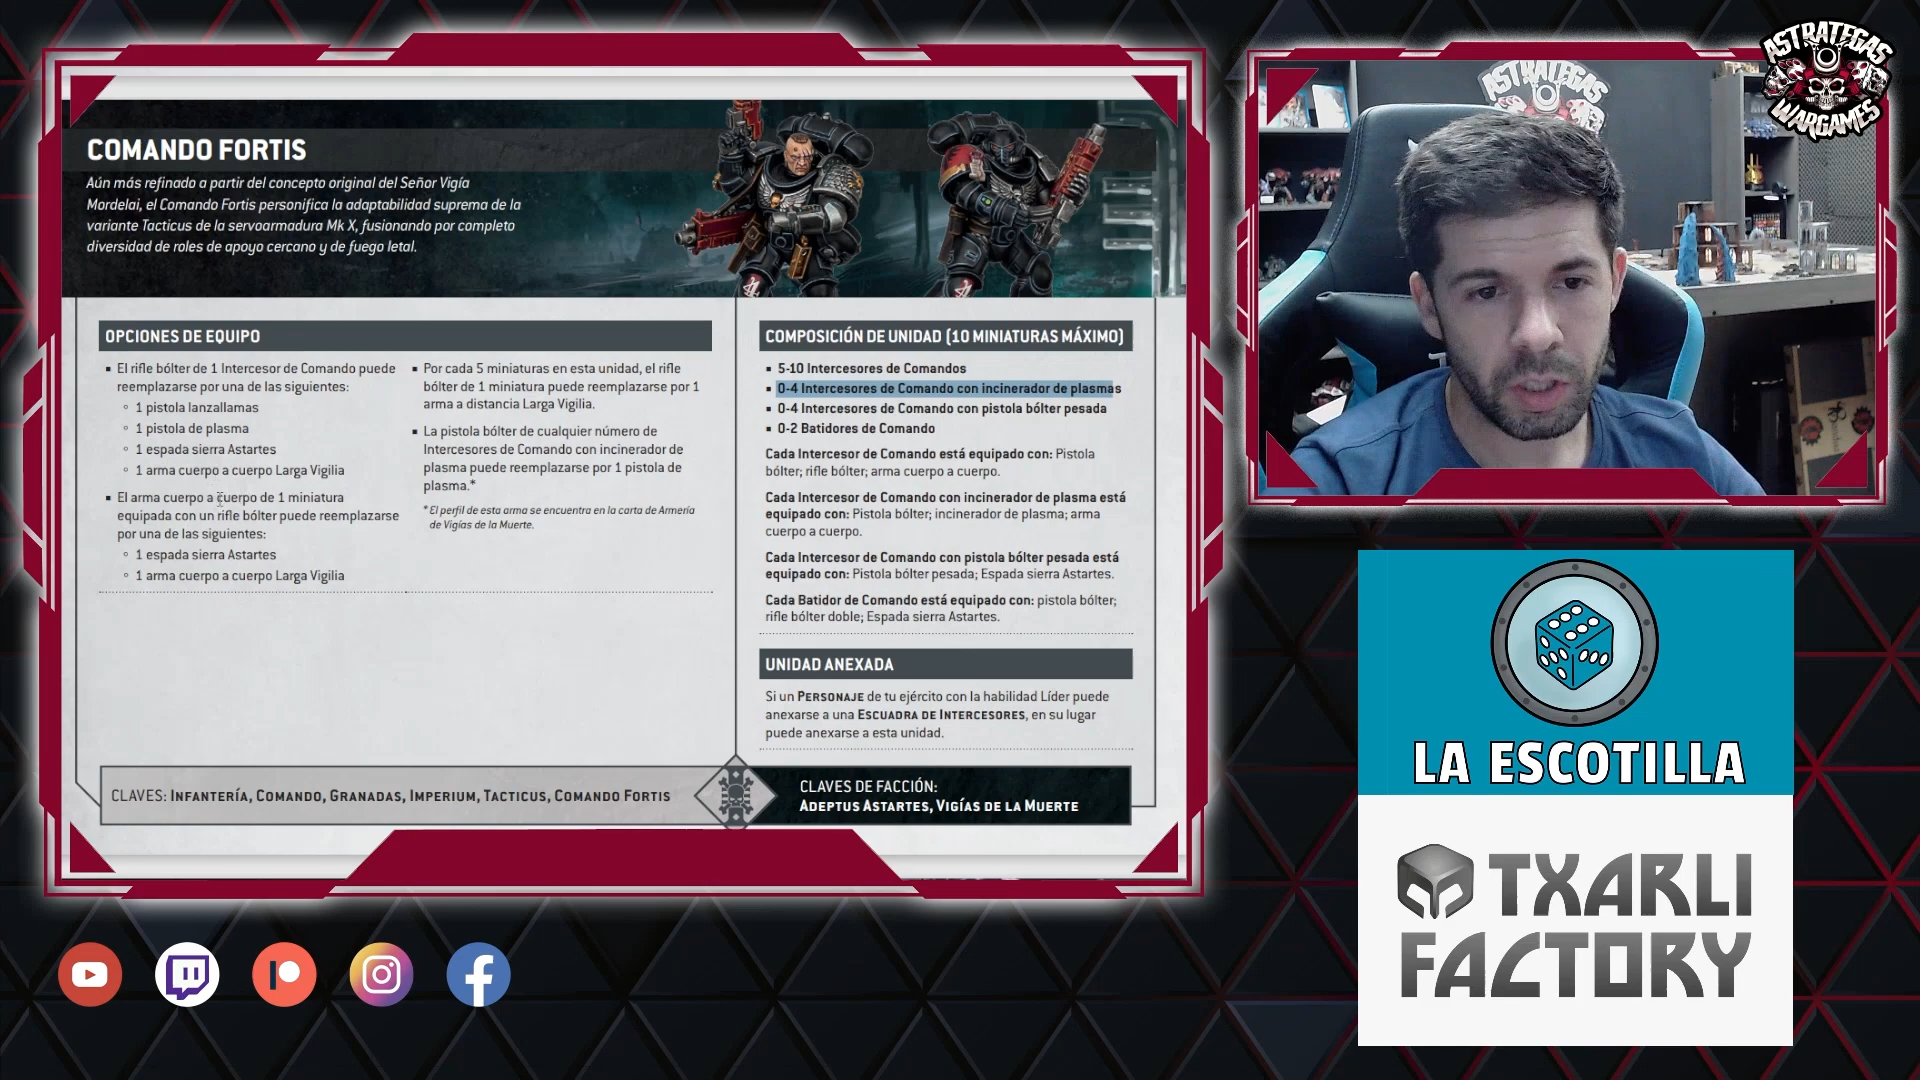 COMANDO FORTIS
Aún más refinado a partir del concepto original del Señor Vigía
Mordelai, el Comando Fortis personifica la adaptabilidad suprema de la
variante Tacticus de la servoarmadura Mk X, fusionando por completo
diversidad de roles de apoyo cercano y de fuego letal.
OPCIONES DE EQUIPO
▪ El rifle bólter de 1 Intercesor de Comando puede
reemplazarse por una de las siguientes:
◦ 1 pistola lanzallamas
◦ 1 pistola de plasma
◦ 1 espada sierra Astartes
◦ 1 arma cuerpo a cuerpo Larga Vigilia
▪ El arma cuerpo a cuerpo de 1 miniatura
equipada con un rifle bólter puede reemplazarse
por una de las siguientes:
◦ 1 espada sierra Astartes
◦ 1 arma cuerpo a cuerpo Larga Vigilia
▪ Por cada 5 miniaturas en esta unidad, el rifle
bólter de 1 miniatura puede reemplazarse por 1
arma a distancia Larga Vigilia.
▪ La pistola bólter de cualquier número de
Intercesores de Comando con incinerador de
plasma puede reemplazarse por 1 pistola de
plasma.*
* El perfil de esta arma se encuentra en la carta de Armería
de Vigías de la Muerte.
COMPOSICIÓN DE UNIDAD (10 MINIATURAS MÁXIMO)
▪ 5-10 Intercesores de Comandos
▪ 0-4 Intercesores de Comando con incinerador de plasmas
▪ 0-4 Intercesores de Comando con pistola bólter pesada
▪ 0-2 Batidores de Comando
Cada Intercesor de Comando está equipado con: Pistola
bólter; rifle bólter; arma cuerpo a cuerpo.
Cada Intercesor de Comando con incinerador de plasma está
equipado con: Pistola bólter; incinerador de plasma; arma
cuerpo a cuerpo.
Cada Intercesor de Comando con pistola bólter pesada está
equipado con: Pistola bólter pesada; Espada sierra Astartes.
Cada Batidor de Comando está equipado con: pistola bólter;
rifle bólter doble; Espada sierra Astartes.
UNIDAD ANEXADA
Si un PERSONAJE de tu ejército con la habilidad Líder puede
anexarse a una ESCUADRA DE INTERCESORES, en su lugar
puede anexarse a esta unidad.
CLAVES: INFANTERÍA, COMANDO, GRANADAS, IMPERIUM, TACTICUS, COMANDO FORTIS
CLAVES DE FACCIÓN:
ADEPTUS ASTARTES, VIGÍAS DE LA MUERTE
ASTRATEGAS
WARGAMES
ASTRATEGAS
LA ESCOTILLA
TXARLI
FACTORY